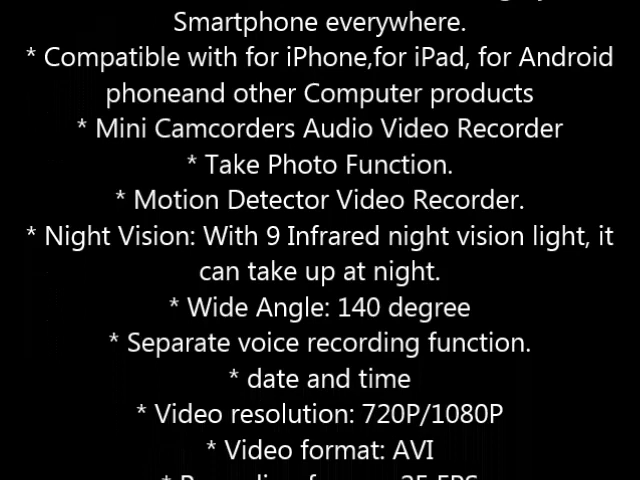 Smartphone everywhere.
* Compatible with for iPhone,for iPad, for Android
phoneand other Computer products
* Mini Camcorders Audio Video Recorder
* Take Photo Function.
* Motion Detector Video Recorder.
* Night Vision: With 9 Infrared night vision light, it
can take up at night.
* Wide Angle: 140 degree
* Separate voice recording function.
* date and time
* Video resolution: 720P/1080P
* Video format: AVI